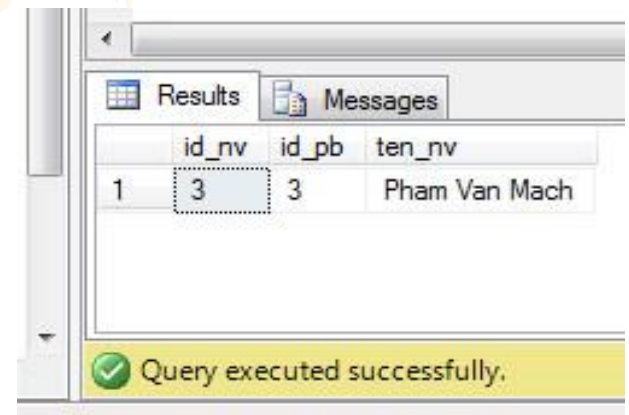 Results Messages
id_nv id_pb ten_nv
1 3 3 Pham Van Mach
Query executed successfully.